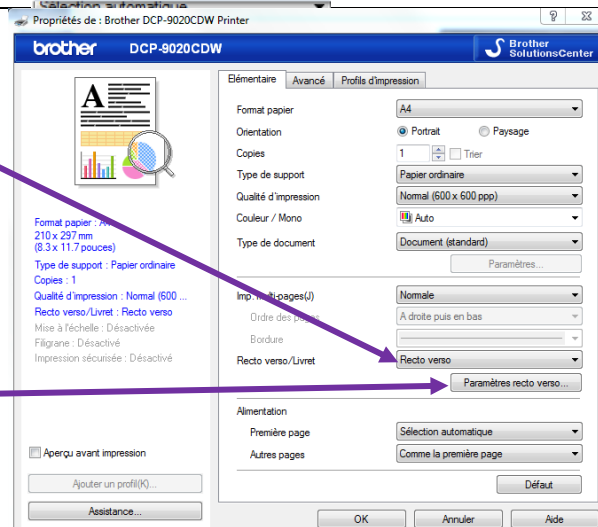 Sélection automatique
Propriétés de : Brother DCP-9020CDW Printer
brother DCP-9020CDW
Brother
SolutionsCenter
Elémentaire Avancé Profils d'impression
Format papier A4
Orientation Portrait Paysage
Copies 1 Trier
Type de support Papier ordinaire
Qualité d'impression Normal (600 x 600 ppp)
Couleur / Mono Auto
Type de document Document (standard)
Paramètres...
Imp. multi-pages(J) Normale
Ordre des pages A droite puis en bas
Bordure
Recto verso/Livret Recto verso
Paramètres recto verso...
Alimentation
Première page Sélection automatique
Autres pages Comme la première page
Défaut
Format papier : A4
210 x 297 mm
(8.3 x 11.7 pouces)
Type de support : Papier ordinaire
Copies : 1
Qualité d'impression : Normal (600 ...
Recto verso/Livret : Recto verso
Mise à l'échelle : Désactivée
Filigrane : Désactivé
Impression sécurisée : Désactivé
Aperçu avant impression
Ajouter un profil(K)...
Assistance...
OK Annuler Aide